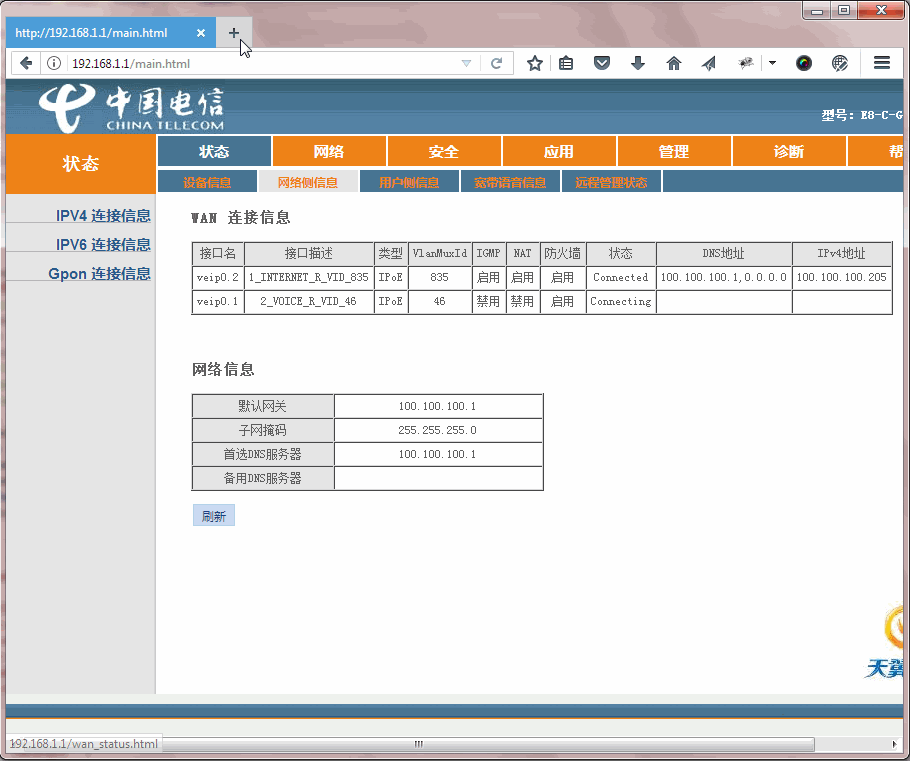 http://192.168.1.1/main.html
192.168.1.1/main.html
中国电信
CHINA TELECOM
型号: E8-C-G
状态
状态 网络 安全 应用 管理 诊断 帮
设备信息 网络侧信息 用户侧信息 宽带语音信息 远程管理状态
IPV4 连接信息
IPV6 连接信息
Gpon 连接信息
WAN 连接信息
接口名 接口描述 类型 VlanMuxId IGMP NAT 防火墙 状态 DNS地址 IPv4地址
veip0.2 1_INTERNET_R_VID_835 IPoE 835 启用 启用 启用 Connected 100.100.100.1,0.0.0.0 100.100.100.205
veip0.1 2_VOICE_R_VID_46 IPoE 46 禁用 禁用 启用 Connecting
网络信息
默认网关 100.100.100.1
子网掩码 255.255.255.0
首选DNS服务器 100.100.100.1
备用DNS服务器
刷新
天翼
192.168.1.1/wan_status.html